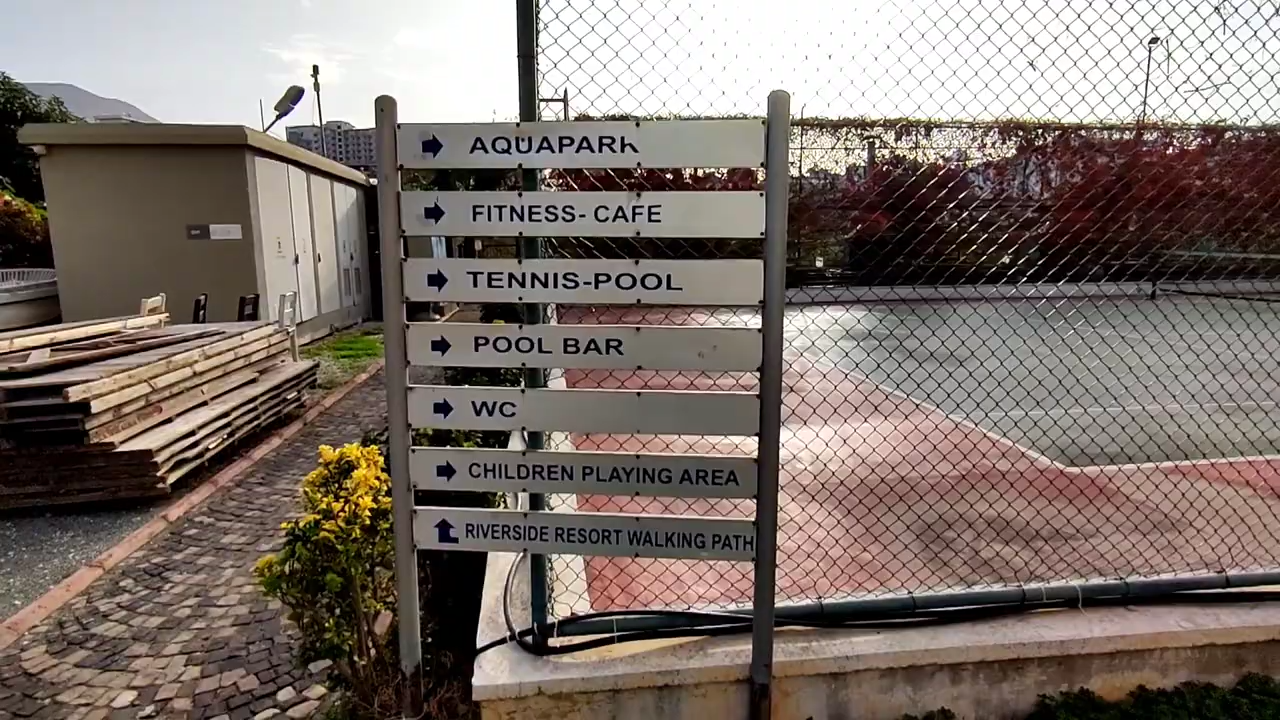 AQUAPARK
FITNESS- CAFE
TENNIS-POOL
POOL BAR
WC
CHILDREN PLAYING AREA
RIVERSIDE RESORT WALKING PATH